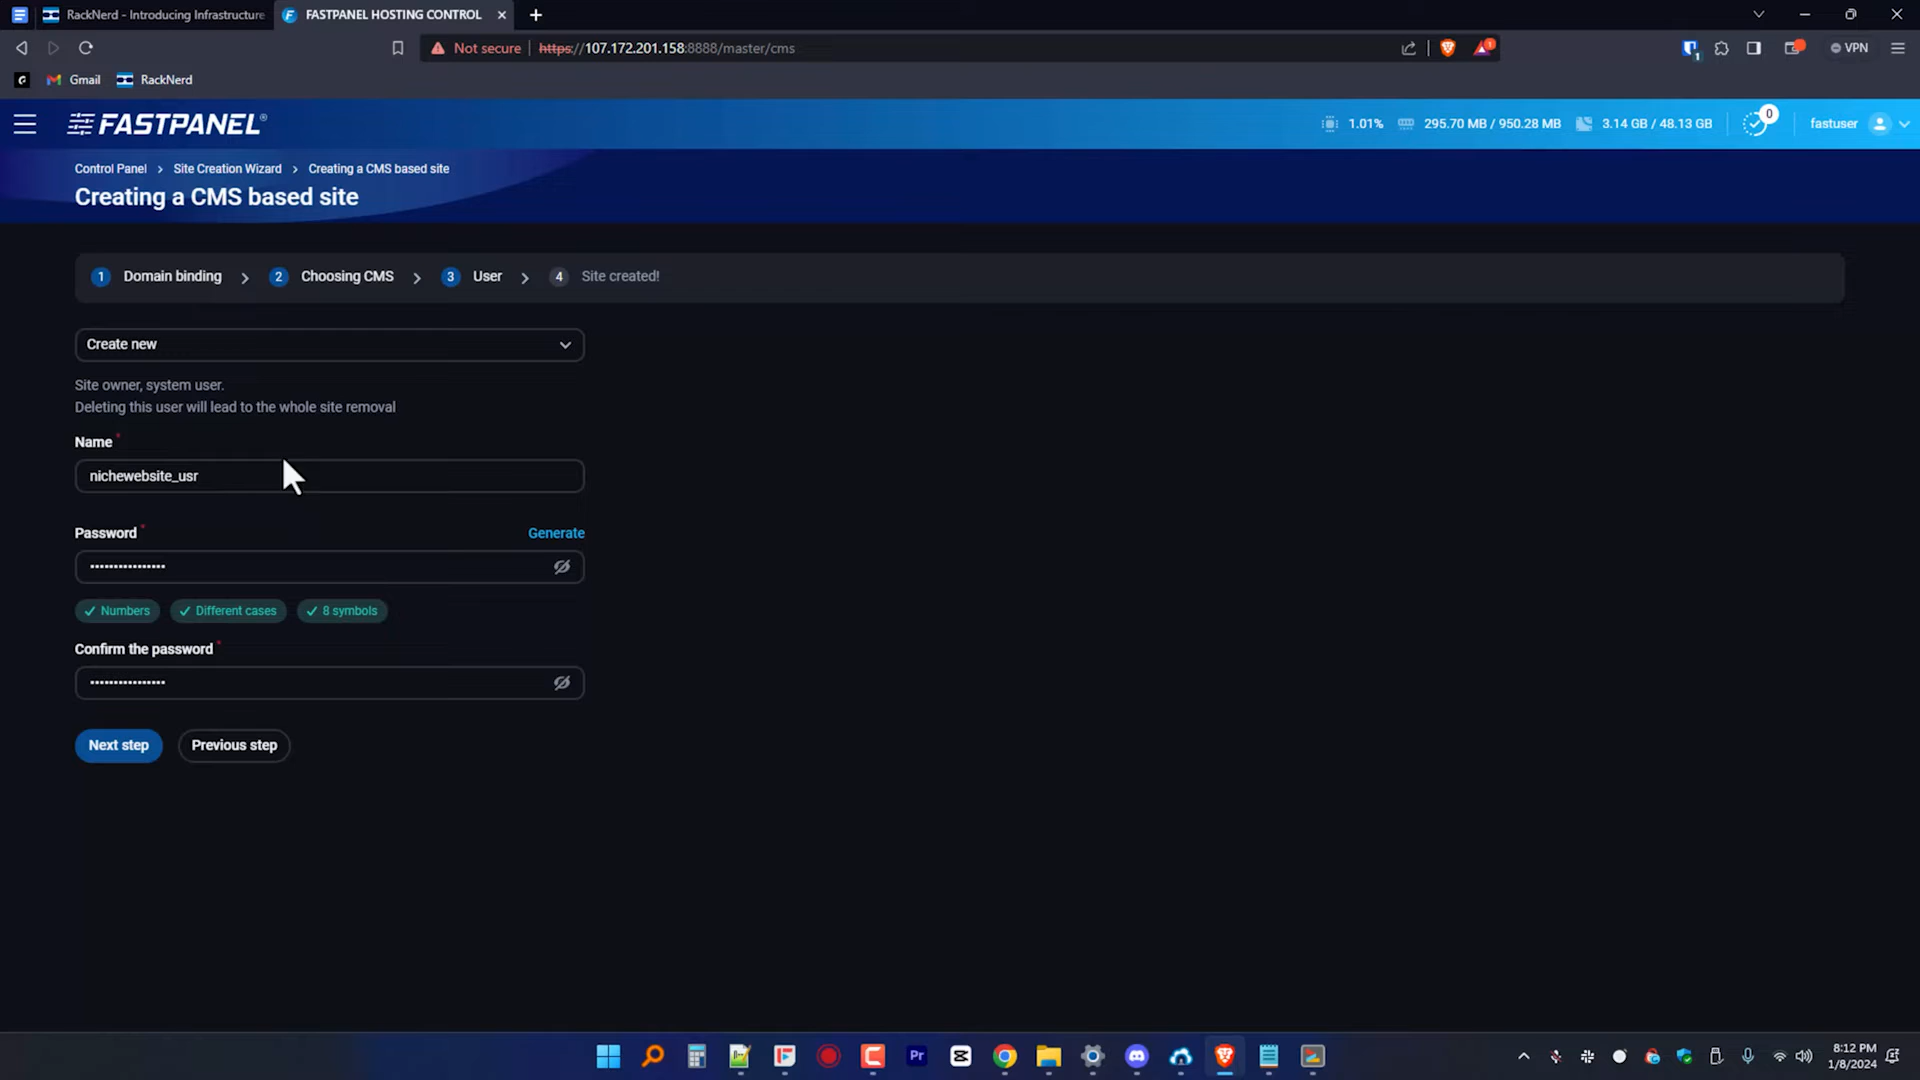 RackNerd - Introducing Infrastructure
FASTPANEL HOSTING CONTROL
Not secure
https://107.172.201.158:8888/master/cms
1
1
VPN
Gmail
RackNerd
FASTPANEL®
1.01%
295.70 MB / 950.28 MB
3.14 GB / 48.13 GB
0
fastuser
Control Panel > Site Creation Wizard > Creating a CMS based site
Creating a CMS based site
1 Domain binding > 2 Choosing CMS > 3 User > 4 Site created!
Create new
Site owner, system user.
Deleting this user will lead to the whole site removal
Name *
nichewebsite_usr
Password *
Generate
••••••••••••••••
Numbers
Different cases
8 symbols
Confirm the password *
••••••••••••••••
Next step
Previous step
Pr
8:12 PM
1/8/2024